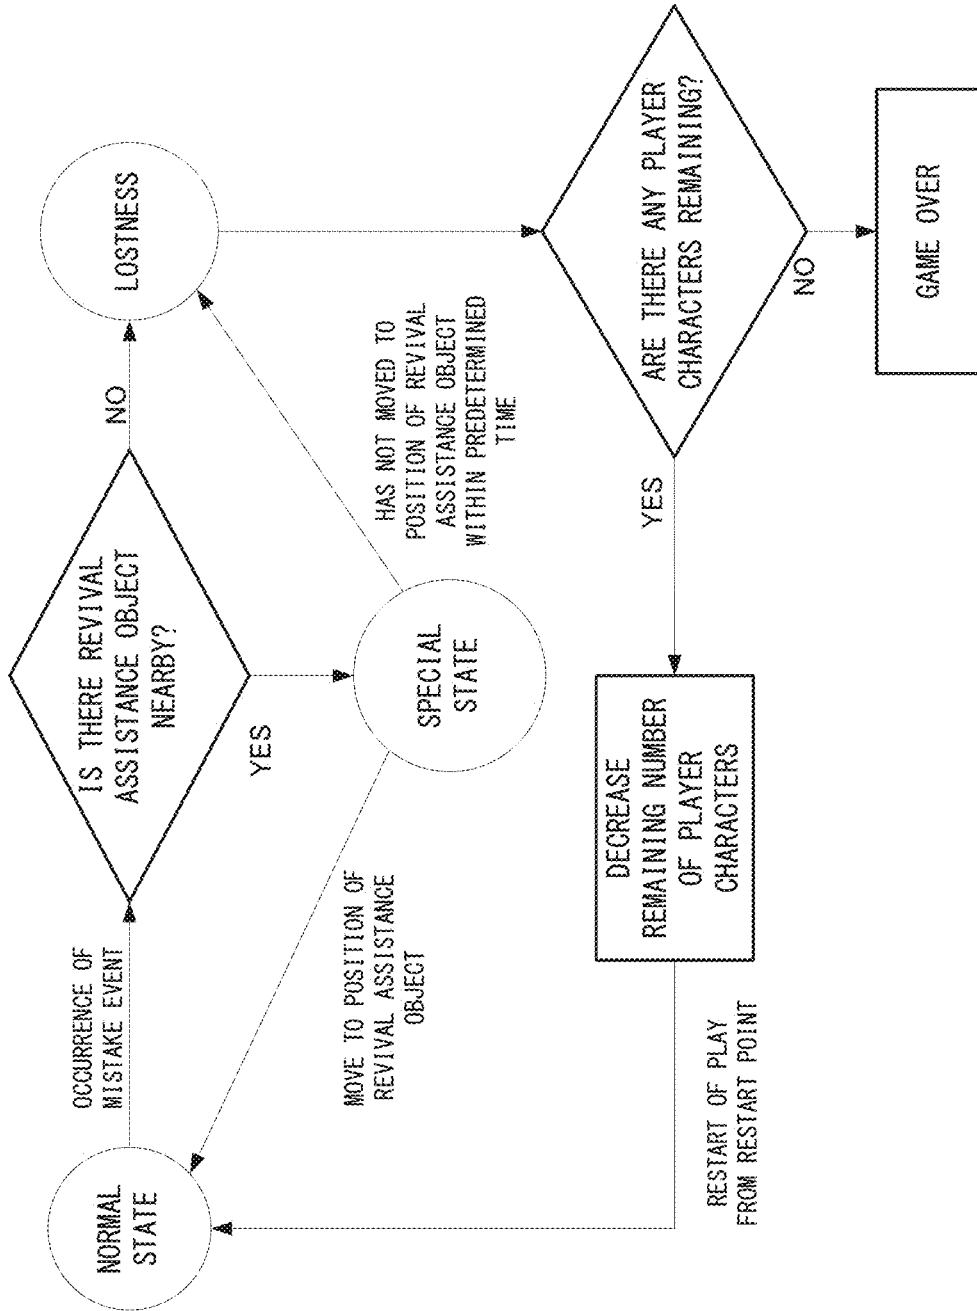 NORMAL
STATE
OCCURRENCE OF
MISTAKE EVENT
IS THERE REVIVAL
ASSISTANCE OBJECT
NEARBY?
NO
LOSTNESS
YES
MOVE TO POSITION OF
REVIVAL ASSISTANCE
OBJECT
SPECIAL
STATE
HAS NOT MOVED TO
POSITION OF REVIVAL
ASSISTANCE OBJECT
WITHIN PREDETERMINED
TIME
DECREASE
REMAINING NUMBER
OF PLAYER
CHARACTERS
YES
ARE THERE ANY PLAYER
CHARACTERS REMAINING?
RESTART OF PLAY
FROM RESTART POINT
NO
GAME OVER